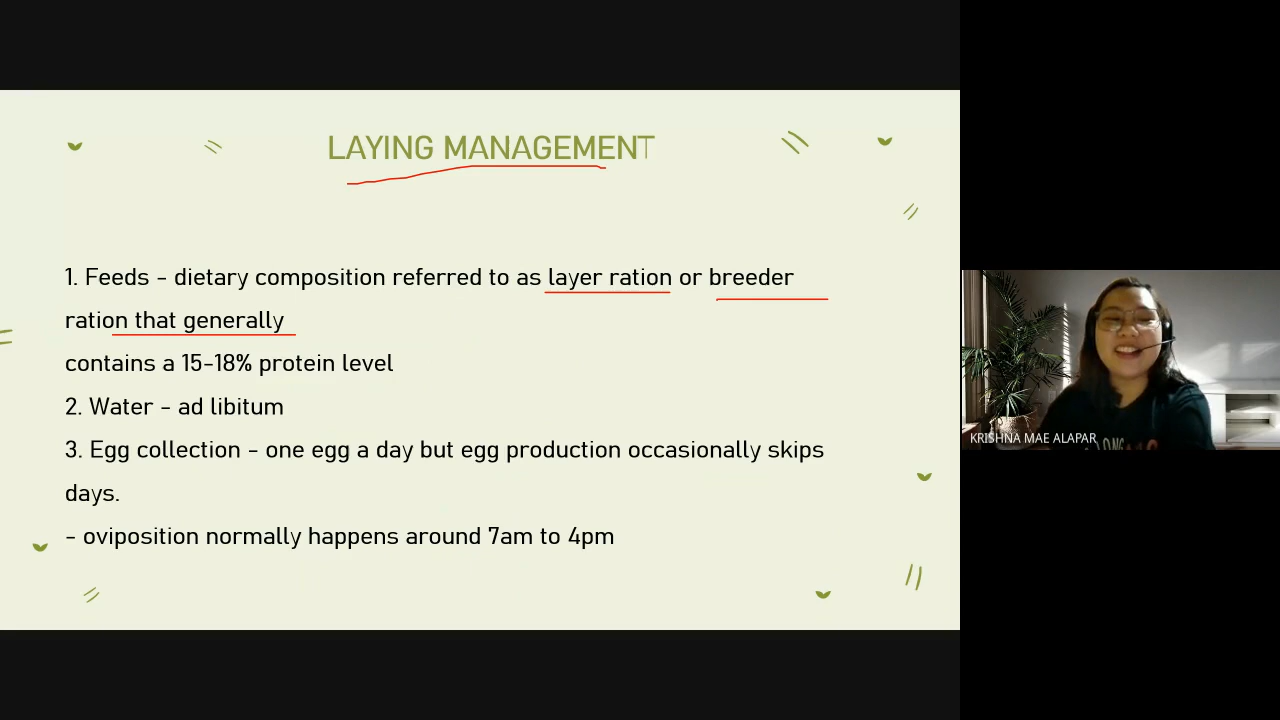 LAYING MANAGEMENT
1. Feeds - dietary composition referred to as layer ration or breeder
ration that generally
contains a 15-18% protein level
2. Water - ad libitum
3. Egg collection - one egg a day but egg production occasionally skips
days.
- oviposition normally happens around 7am to 4pm
KRISHNA MAE ALAPAR